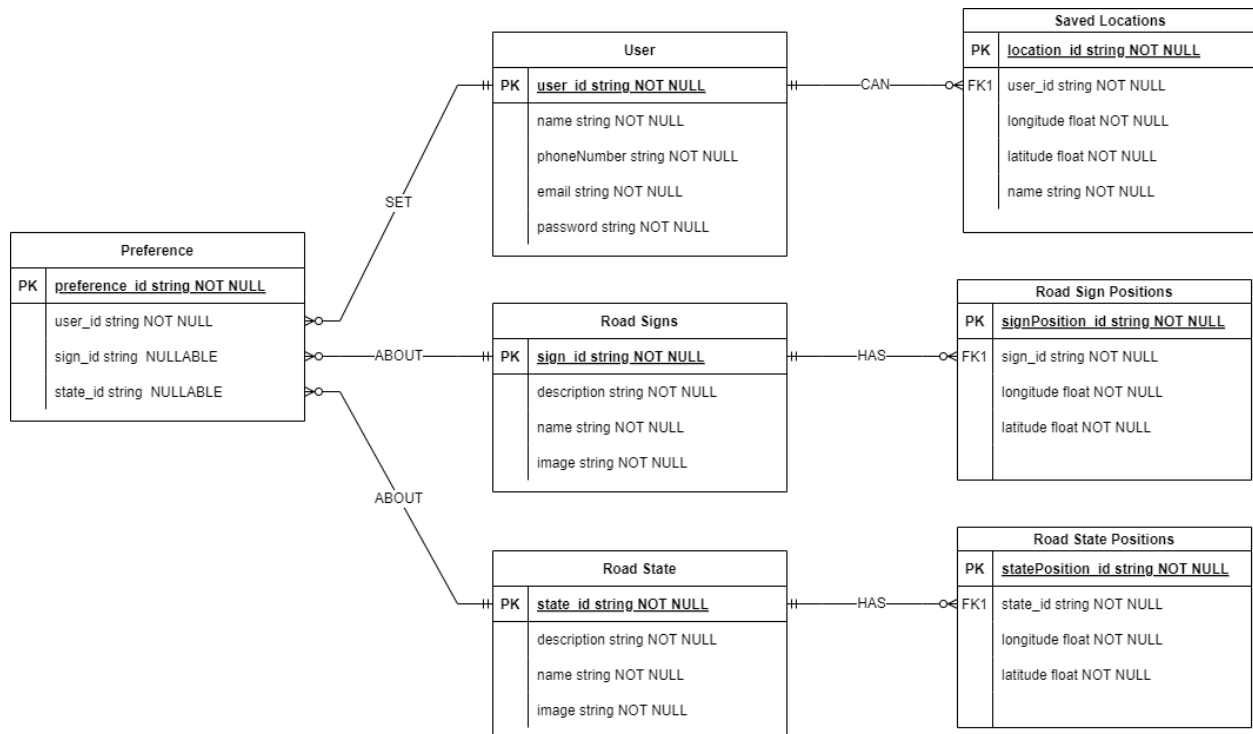 Saved Locations
PK location_id string NOT NULL
FK1 user_id string NOT NULL
longitude float NOT NULL
latitude float NOT NULL
name string NOT NULL
User
PK user_id string NOT NULL
name string NOT NULL
phoneNumber string NOT NULL
email string NOT NULL
password string NOT NULL
CAN
SET
Preference
PK preference_id string NOT NULL
user_id string NOT NULL
sign_id string NULLABLE
state_id string NULLABLE
ABOUT
ABOUT
Road Signs
PK sign_id string NOT NULL
description string NOT NULL
name string NOT NULL
image string NOT NULL
HAS
Road Sign Positions
PK signPosition_id string NOT NULL
FK1 sign_id string NOT NULL
longitude float NOT NULL
latitude float NOT NULL
Road State
PK state_id string NOT NULL
description string NOT NULL
name string NOT NULL
image string NOT NULL
HAS
Road State Positions
PK statePosition_id string NOT NULL
FK1 state_id string NOT NULL
longitude float NOT NULL
latitude float NOT NULL